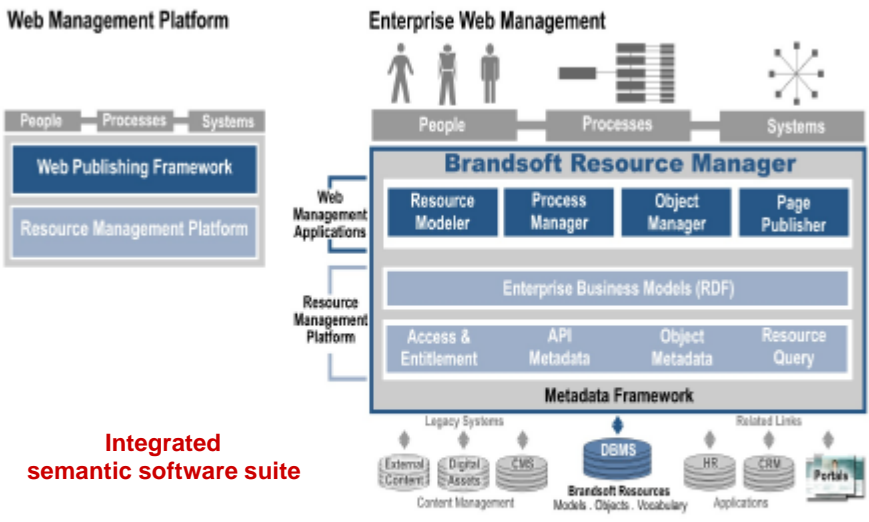 Web Management Platform
People
Processes
Systems
Web Publishing Framework
Resource Management Platform
Integrated
semantic software suite
Enterprise Web Management
People
Processes
Systems
Brandsoft Resource Manager
Web
Management
Applications
Resource
Modeler
Process
Manager
Object
Manager
Page
Publisher
Resource
Management
Platform
Enterprise Business Models (RDF)
Access &
Entitlement
API
Metadata
Object
Metadata
Resource
Query
Metadata Framework
Legacy Systems
Related Links
External
Content
Digital
Assets
CMS
DBMS
HR
CRM
Portals
Content Management
Brandsoft Resources
Models . Objects . Vocabulary
Applications